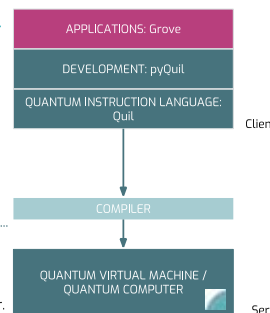 APPLICATIONS: Grove
DEVELOPMENT: pyQuil
QUANTUM INSTRUCTION LANGUAGE:
Quil
COMPILER
QUANTUM VIRTUAL MACHINE /
QUANTUM COMPUTER